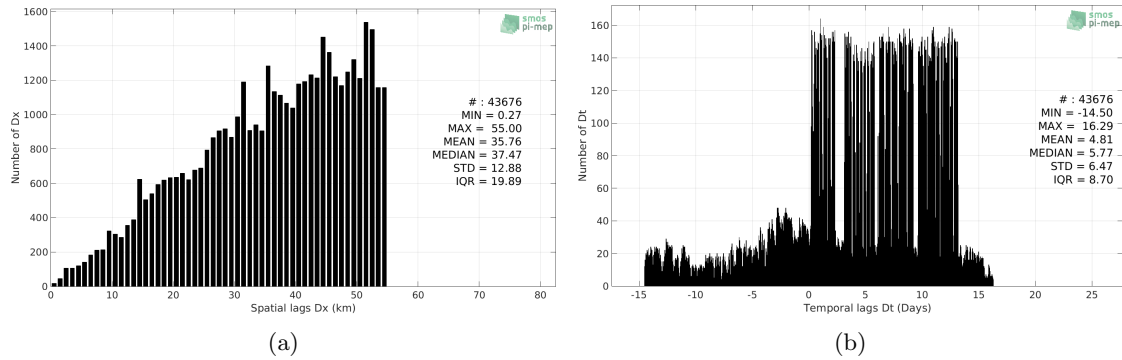 1600
1400
1200
1000
800
600
400
200
0
Number of Dx
smos
pi-mep
# : 43676
MIN = 0.27
MAX = 55.00
MEAN = 35.76
MEDIAN = 37.47
STD = 12.88
IQR = 19.89
0 10 20 30 40 50 60 70 80
Spatial lags Dx (km)
(a)
160
140
120
100
80
60
40
20
0
Number of Dt
smos
pi-mep
# : 43676
MIN = -14.50
MAX = 16.29
MEAN = 4.81
MEDIAN = 5.77
STD = 6.47
IQR = 8.70
-15 -10 -5 0 5 10 15 20 25
Temporal lags Dt (Days)
(b)